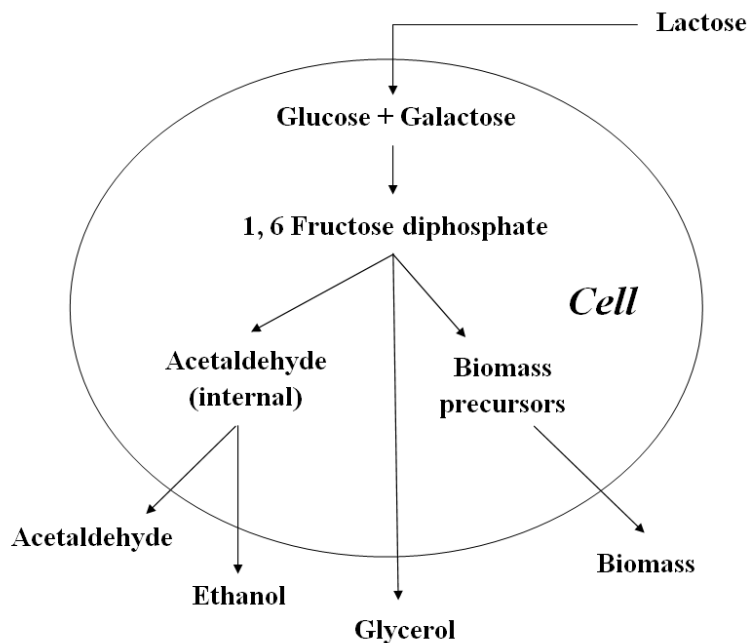 Lactose
Glucose + Galactose
1, 6 Fructose diphosphate
Cell
Acetaldehyde
(internal)
Biomass
precursors
Acetaldehyde
Ethanol
Glycerol
Biomass